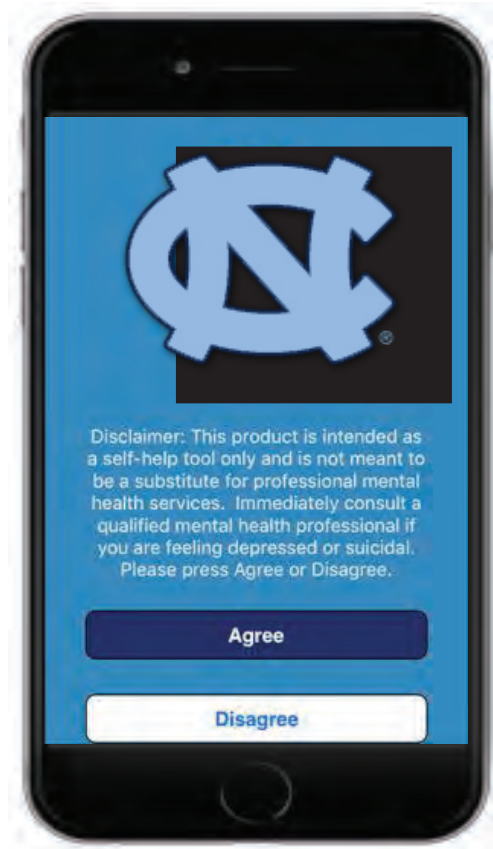 NC
®
Disclaimer: This product is intended as
a self-help tool only and is not meant to
be a substitute for professional mental
health services.  Immediately consult a
qualified mental health professional if
you are feeling depressed or suicidal.
Please press Agree or Disagree.
Agree
Disagree